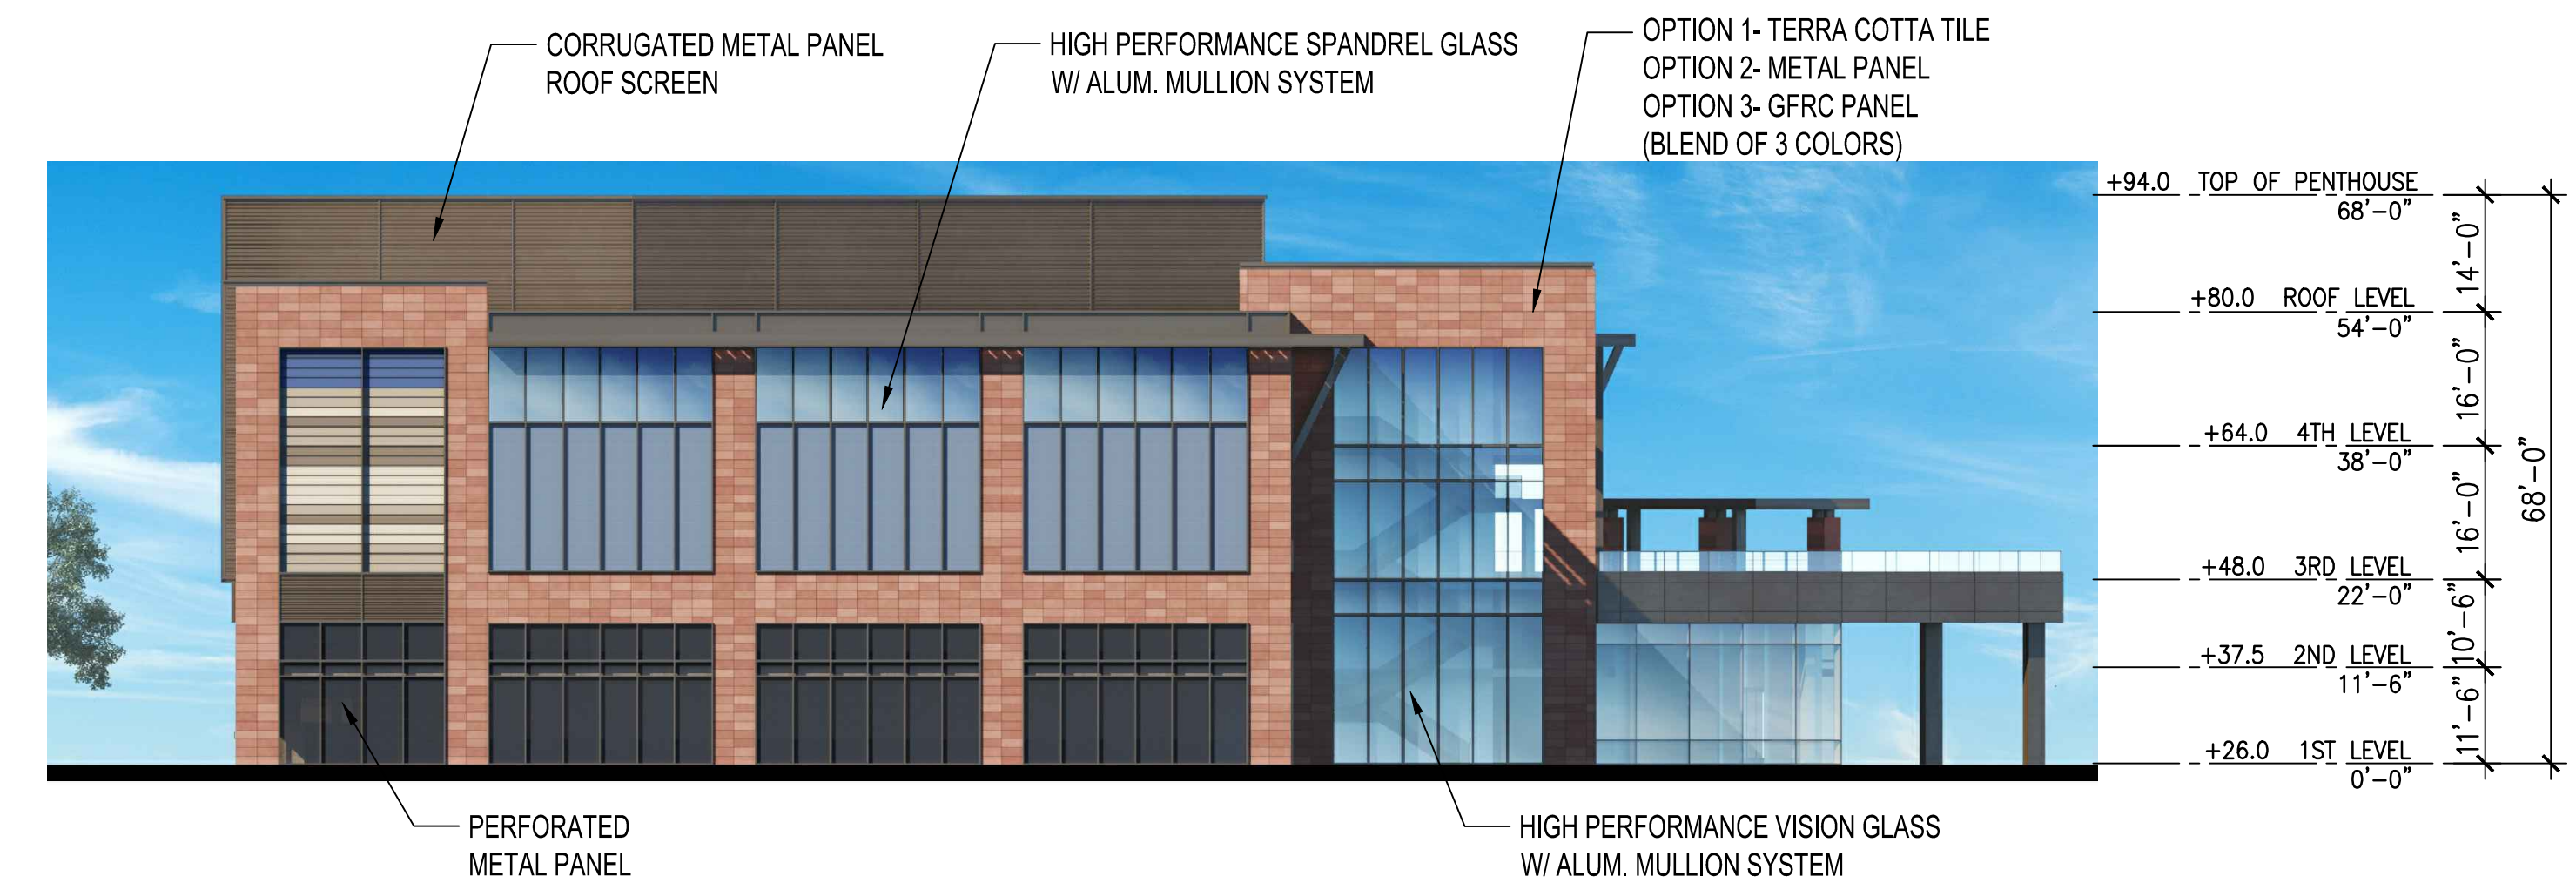 CORRUGATED METAL PANEL
ROOF SCREEN
HIGH PERFORMANCE SPANDREL GLASS
W/ ALUM. MULLION SYSTEM
OPTION 1- TERRA COTTA TILE
OPTION 2- METAL PANEL
OPTION 3- GFRC PANEL
(BLEND OF 3 COLORS)
+94.0 TOP OF PENTHOUSE
68'-0"
14'-0"
+80.0 ROOF LEVEL
54'-0"
16'-0"
+64.0 4TH LEVEL
38'-0"
16'-0"
68'-0"
+48.0 3RD LEVEL
22'-0"
10'-6"
+37.5 2ND LEVEL
11'-6"
11'-6"
+26.0 1ST LEVEL
0'-0"
PERFORATED
METAL PANEL
HIGH PERFORMANCE VISION GLASS
W/ ALUM. MULLION SYSTEM